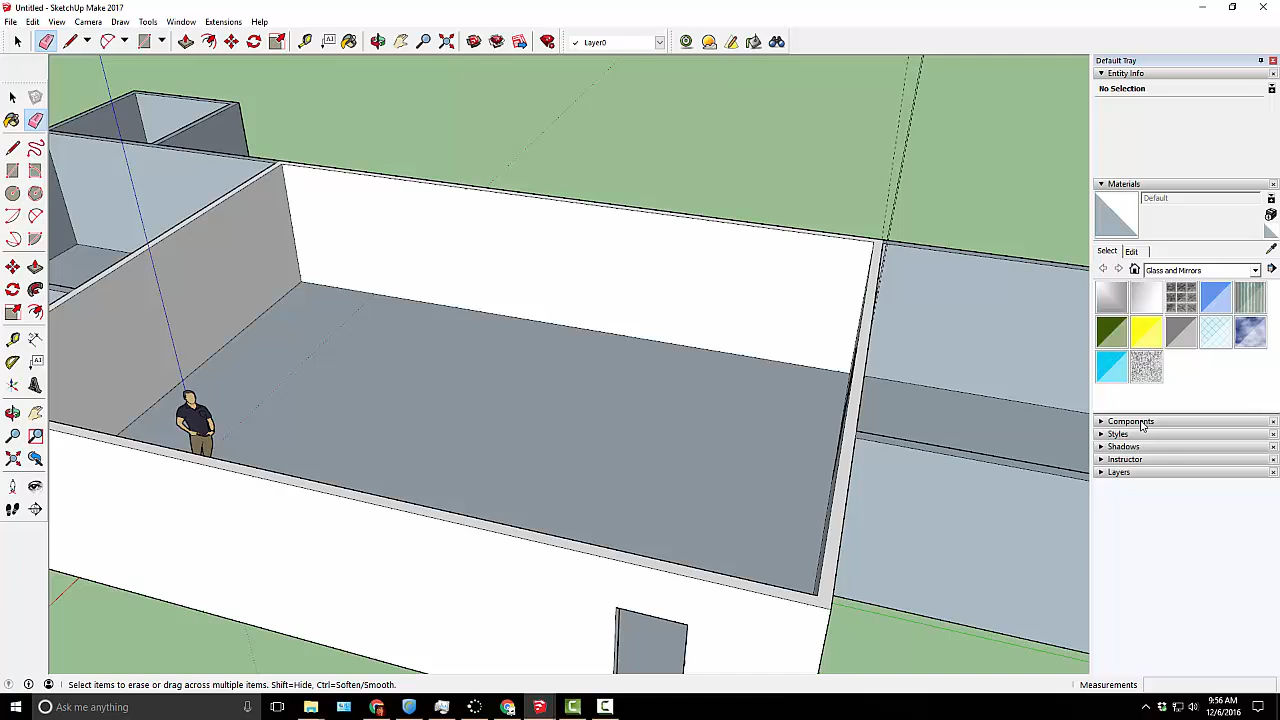 Untitled - SketchUp Make 2017
File Edit View Camera Draw Tools Window Extensions Help
Layer0
Default Tray
Entity Info
No Selection
Materials
Default
Select Edit
Glass and Mirrors
Components
Styles
Shadows
Instructor
Layers
Select items to erase or drag across multiple items. Shift=Hide, Ctrl=Soften/Smooth.
Measurements
Ask me anything
9:56 AM
12/6/2016